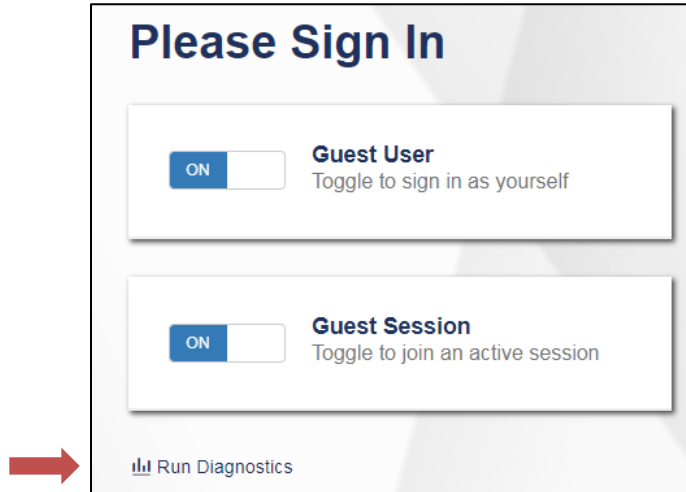 Please Sign In
ON
Guest User
Toggle to sign in as yourself
ON
Guest Session
Toggle to join an active session
Run Diagnostics